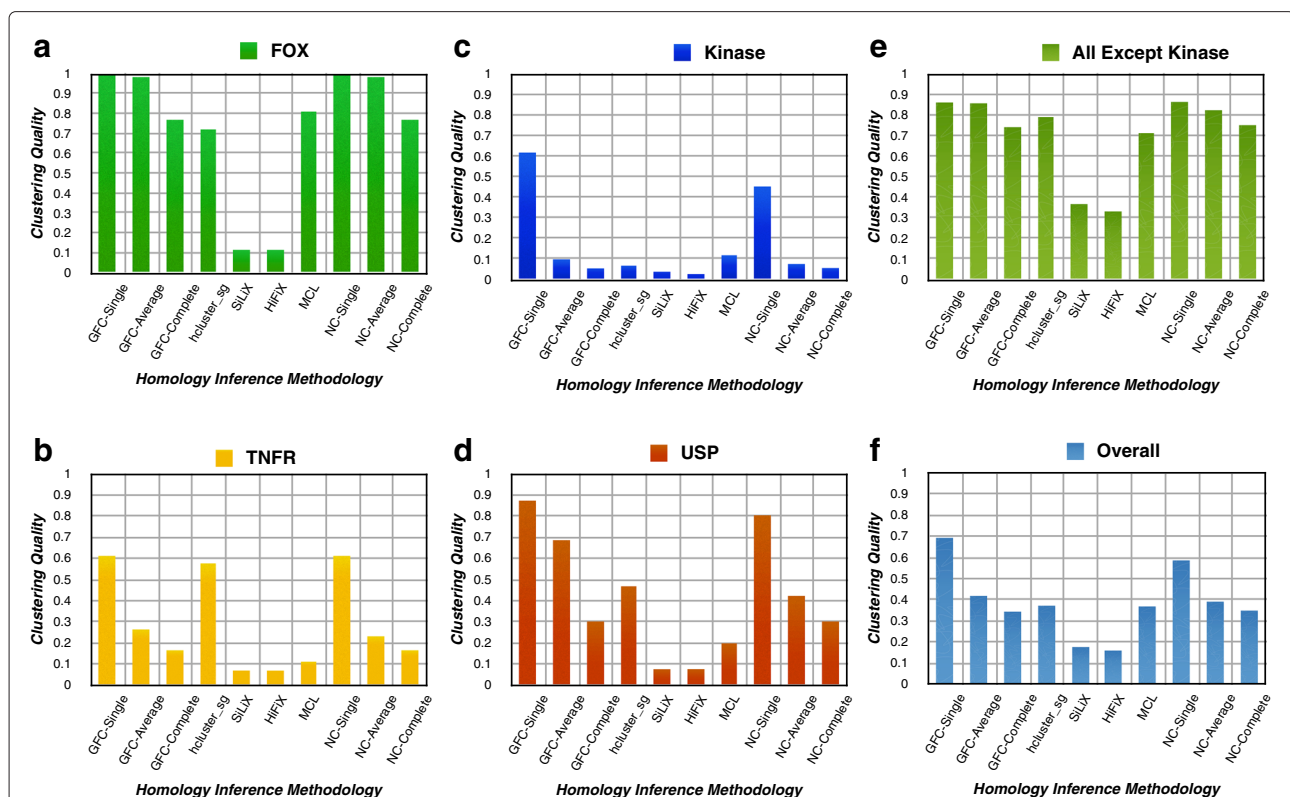 a
FOX
Clustering Quality
1
0.9
0.8
0.7
0.6
0.5
0.4
0.3
0.2
0.1
0
GFC-Single
GFC-Average
GFC-Complete
hcluster_sg
SiLiX
HiFiX
MCL
NC-Single
NC-Average
NC-Complete
Homology Inference Methodology
c
Kinase
Clustering Quality
1
0.9
0.8
0.7
0.6
0.5
0.4
0.3
0.2
0.1
0
GFC-Single
GFC-Average
GFC-Complete
hcluster_sg
SiLiX
HiFiX
MCL
NC-Single
NC-Average
NC-Complete
Homology Inference Methodology
e
All Except Kinase
Clustering Quality
1
0.9
0.8
0.7
0.6
0.5
0.4
0.3
0.2
0.1
0
GFC-Single
GFC-Average
GFC-Complete
hcluster_sg
SiLiX
HiFiX
MCL
NC-Single
NC-Average
NC-Complete
Homology Inference Methodology
b
TNFR
Clustering Quality
1
0.9
0.8
0.7
0.6
0.5
0.4
0.3
0.2
0.1
0
GFC-Single
GFC-Average
GFC-Complete
hcluster_sg
SiLiX
HiFiX
MCL
NC-Single
NC-Average
NC-Complete
Homology Inference Methodology
d
USP
Clustering Quality
1
0.9
0.8
0.7
0.6
0.5
0.4
0.3
0.2
0.1
0
GFC-Single
GFC-Average
GFC-Complete
hcluster_sg
SiLiX
HiFiX
MCL
NC-Single
NC-Average
NC-Complete
Homology Inference Methodology
f
Overall
Clustering Quality
1
0.9
0.8
0.7
0.6
0.5
0.4
0.3
0.2
0.1
0
GFC-Single
GFC-Average
GFC-Complete
hcluster_sg
SiLiX
HiFiX
MCL
NC-Single
NC-Average
NC-Complete
Homology Inference Methodology